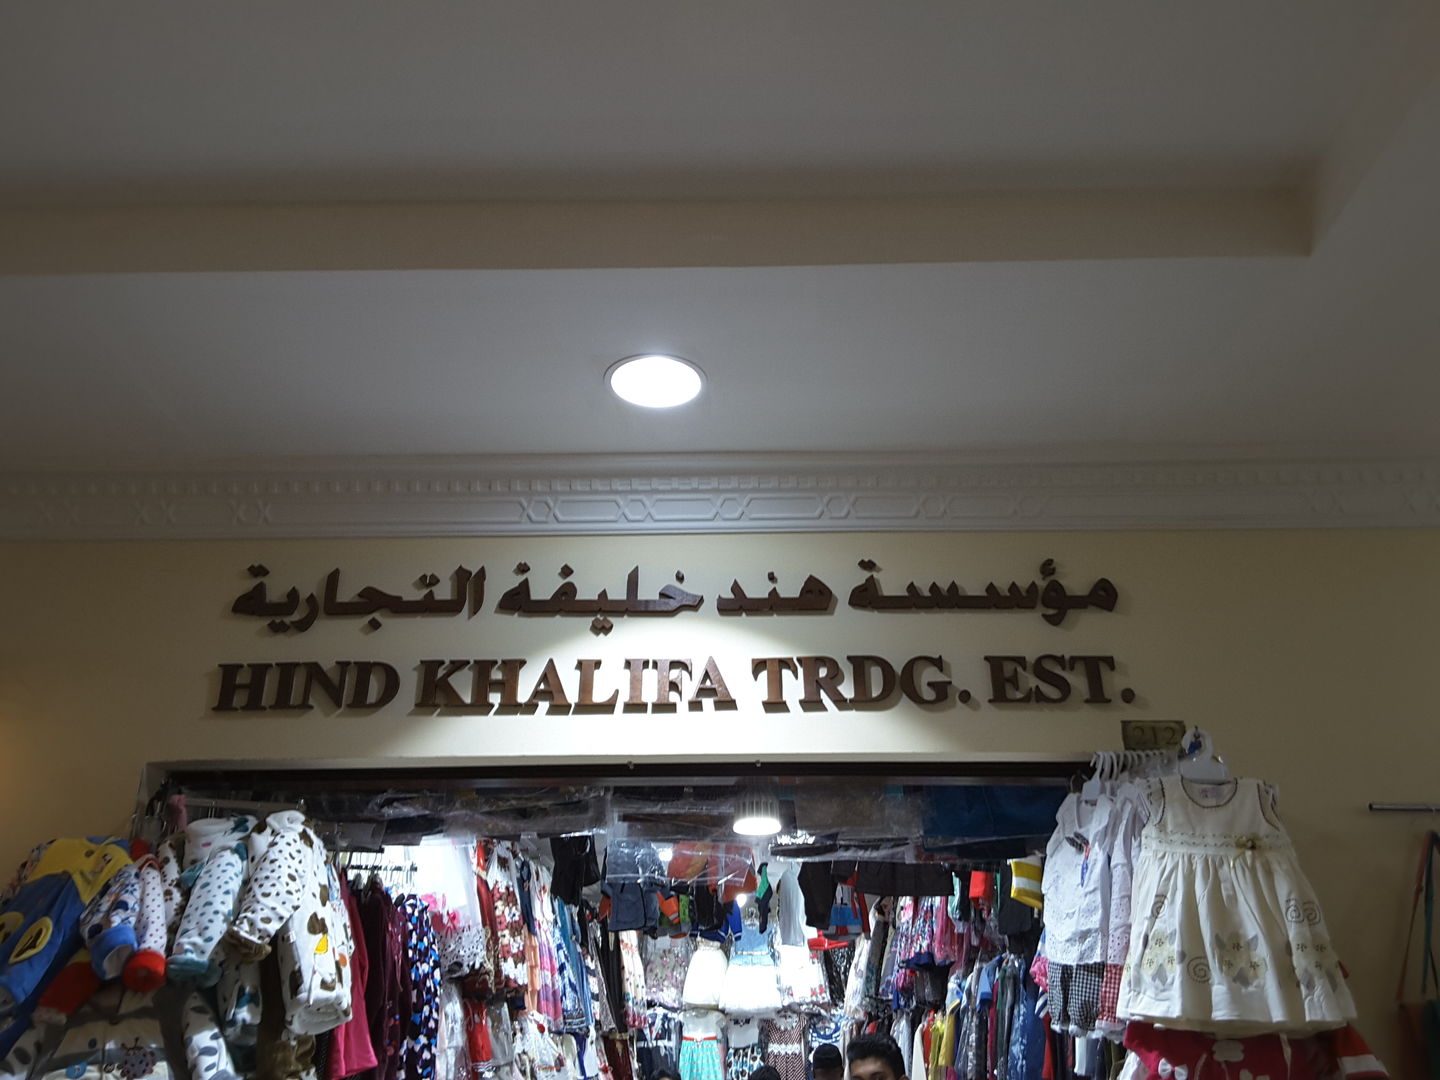 مؤسسة هند خليفة التجارية
HIND KHALIFA TRDG. EST.
212